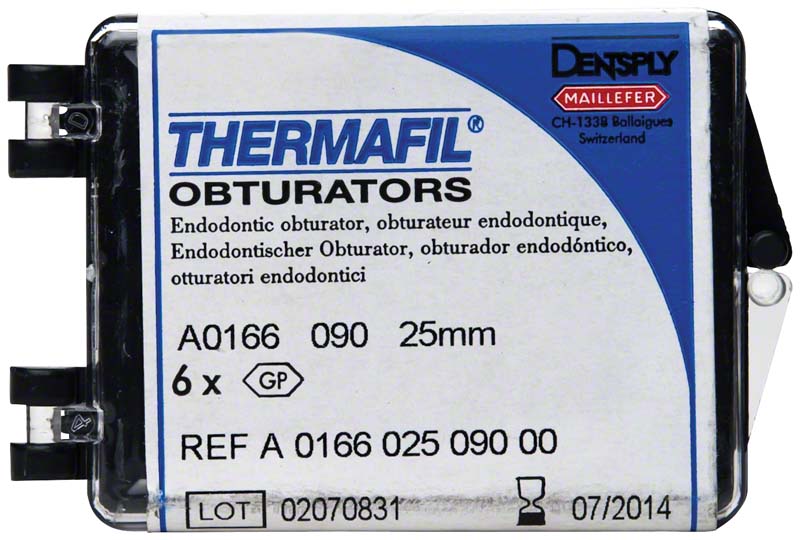 DENTSPLY
MAILLEFER
CH-1338 Ballaigues
Switzerland
THERMAFIL®
OBTURATORS
Endodontic obturator, obturateur endodontique,
Endodontischer Obturator, obturador endodóntico,
otturatori endodontici
A0166 090 25mm
6 x GP
REF A 0166 025 090 00
LOT 02070831 07/2014